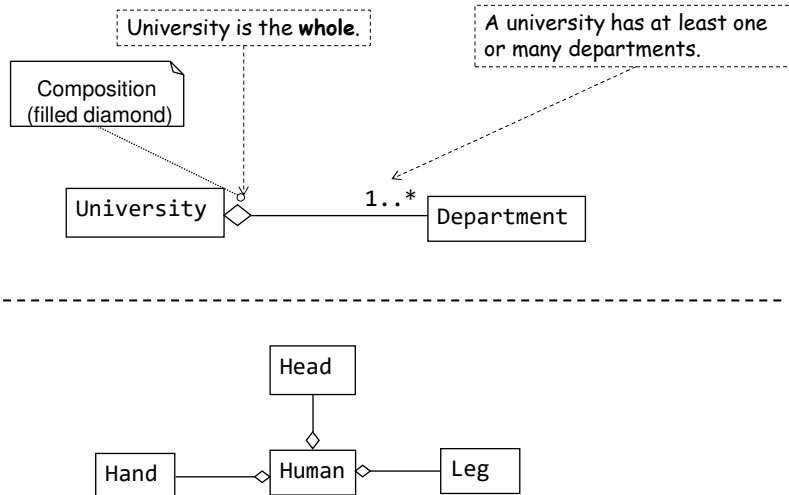 University is the whole.
A university has at least one
or many departments.
Composition
(filled diamond)
University
1..*
Department
Head
Hand
Human
Leg